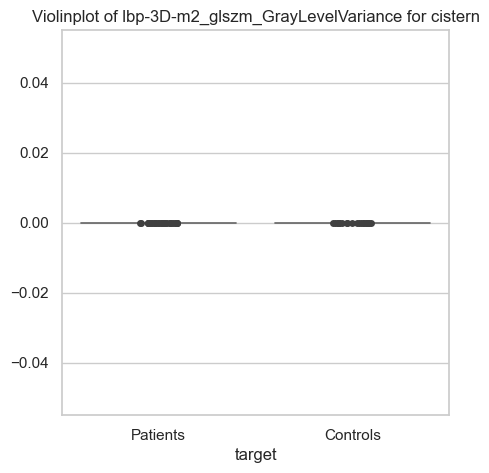 Violinplot of lbp-3D-m2_glszm_GrayLevelVariance for cistern
0.04
0.02
0.00
−0.02
−0.04
Patients Controls
target